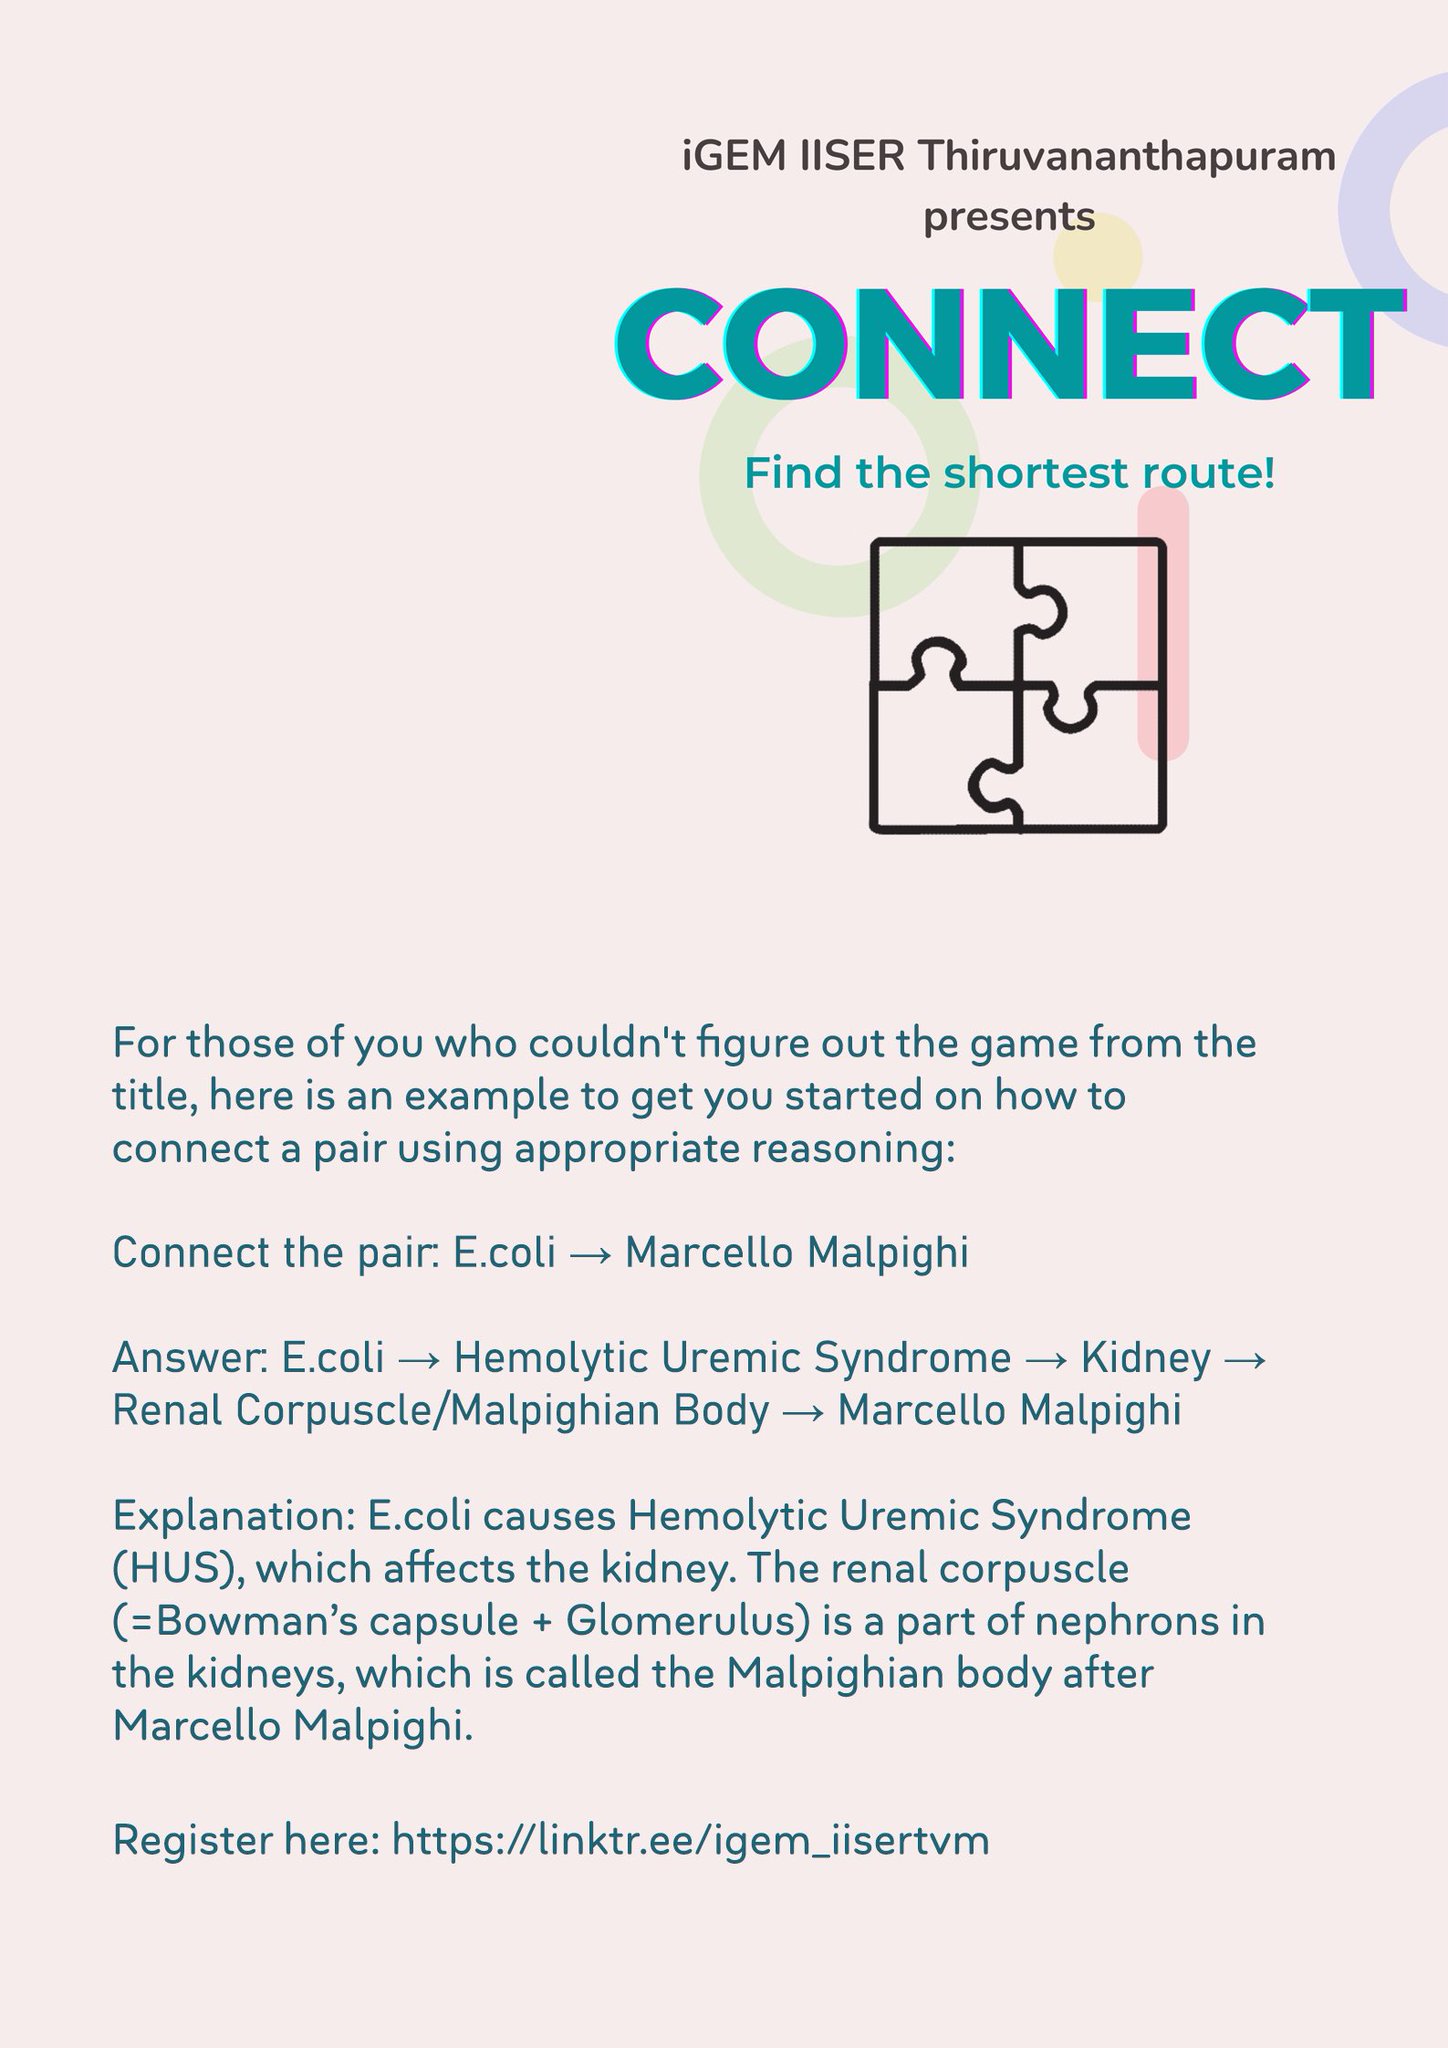 iGEM IISER Thiruvananthapuram
presents
CONNECT
Find the shortest route!
For those of you who couldn't figure out the game from the
title, here is an example to get you started on how to
connect a pair using appropriate reasoning:
Connect the pair: E.coli → Marcello Malpighi
Answer: E.coli → Hemolytic Uremic Syndrome → Kidney →
Renal Corpuscle/Malpighian Body → Marcello Malpighi
Explanation: E.coli causes Hemolytic Uremic Syndrome
(HUS), which affects the kidney. The renal corpuscle
(=Bowman’s capsule + Glomerulus) is a part of nephrons in
the kidneys, which is called the Malpighian body after
Marcello Malpighi.
Register here: https://linktr.ee/igem_iisertvm